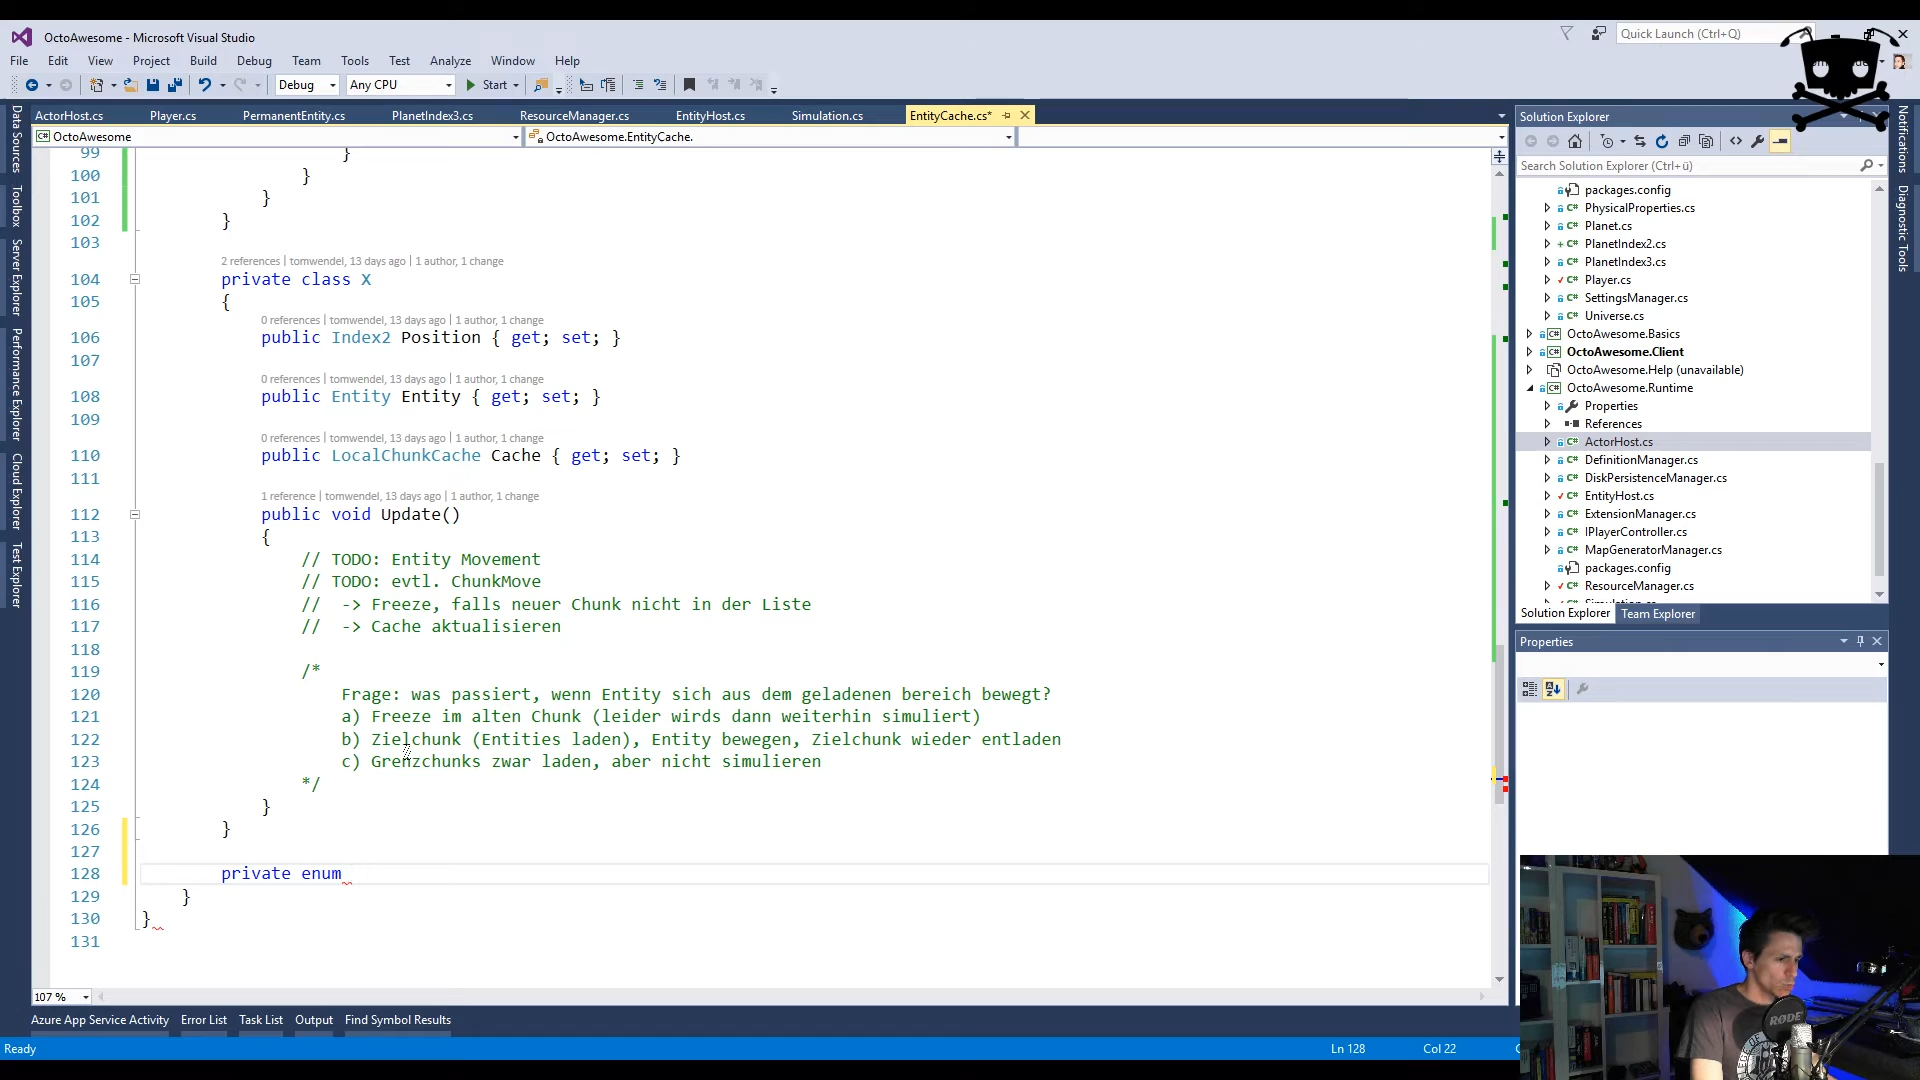 OctoAwesome - Microsoft Visual Studio
Quick Launch (Ctrl+Q)
File Edit View Project Build Debug Team Tools Test Analyze Window Help
Debug Any CPU Start
ActorHost.cs Player.cs PermanentEntity.cs PlanetIndex3.cs ResourceManager.cs EntityHost.cs Simulation.cs EntityCache.cs*
OctoAwesome OctoAwesome.EntityCache.
99 }
100 }
101 }
102 }
103
2 references | tomwendel, 13 days ago | 1 author, 1 change
104 private class X
105 {
0 references | tomwendel, 13 days ago | 1 author, 1 change
106 public Index2 Position { get; set; }
107
0 references | tomwendel, 13 days ago | 1 author, 1 change
108 public Entity Entity { get; set; }
109
0 references | tomwendel, 13 days ago | 1 author, 1 change
110 public LocalChunkCache Cache { get; set; }
111
1 reference | tomwendel, 13 days ago | 1 author, 1 change
112 public void Update()
113 {
114 // TODO: Entity Movement
115 // TODO: evtl. ChunkMove
116 // -> Freeze, falls neuer Chunk nicht in der Liste
117 // -> Cache aktualisieren
118
119 /*
120 Frage: was passiert, wenn Entity sich aus dem geladenen bereich bewegt?
121 a) Freeze im alten Chunk (leider wirds dann weiterhin simuliert)
122 b) Zielchunk (Entities laden), Entity bewegen, Zielchunk wieder entladen
123 c) Grenzchunks zwar laden, aber nicht simulieren
124 */
125 }
126 }
127
128 private enum
129 }
130 }
131
107 %
Azure App Service Activity Error List Task List Output Find Symbol Results
Ready Ln 128 Col 22
Data Sources
Toolbox
Server Explorer
Performance Explorer
Cloud Explorer
Test Explorer
Solution Explorer
Search Solution Explorer (Ctrl+ü)
packages.config
C# PhysicalProperties.cs
C# Planet.cs
C# PlanetIndex2.cs
C# PlanetIndex3.cs
C# Player.cs
C# SettingsManager.cs
C# Universe.cs
C# OctoAwesome.Basics
C# OctoAwesome.Client
OctoAwesome.Help (unavailable)
C# OctoAwesome.Runtime
Properties
References
C# ActorHost.cs
C# DefinitionManager.cs
C# DiskPersistenceManager.cs
C# EntityHost.cs
C# ExtensionManager.cs
C# IPlayerController.cs
C# MapGeneratorManager.cs
packages.config
C# ResourceManager.cs
Solution Explorer Team Explorer
Properties
Notifications
Diagnostic Tools
RØDE